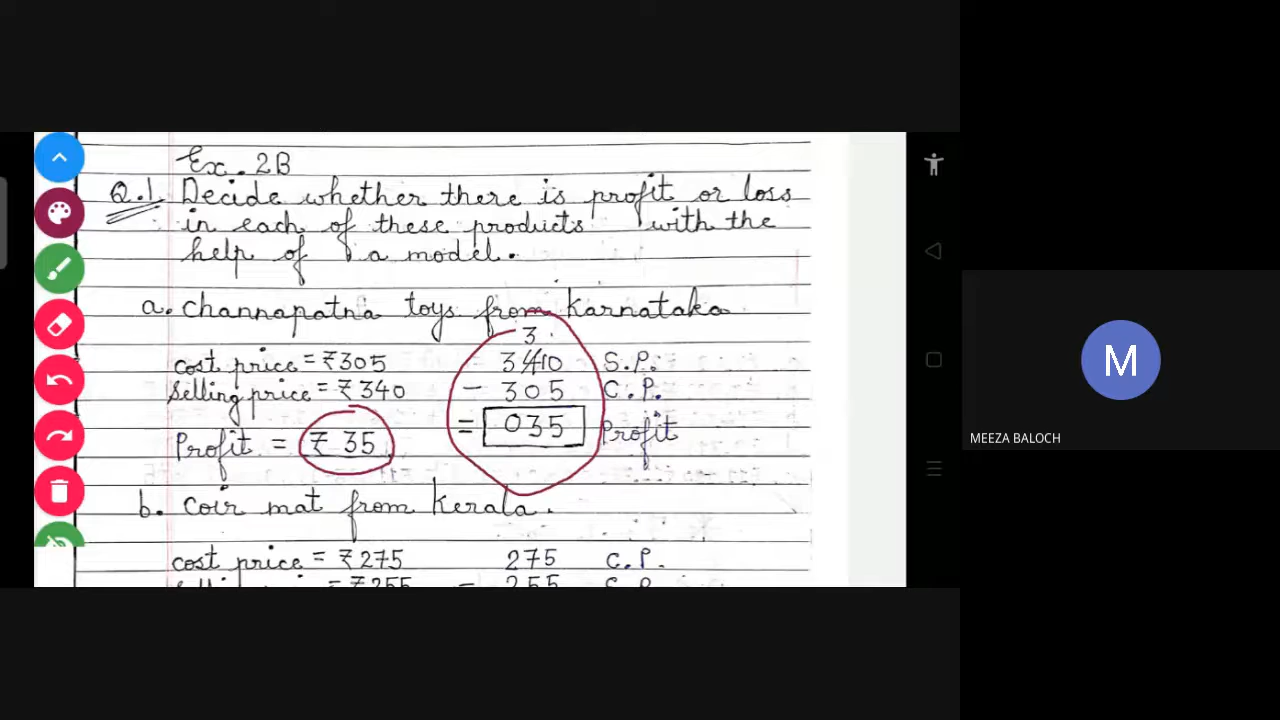 Ex. 2B
Q.1 Decide whether there is profit or loss
in each of these products with the
help of a model.
a. Channapatna toys from Karnataka
3
cost price = ₹305 3410 S.P.
Selling price = ₹340 - 305 C.P.
Profit = ₹35 = 035 Profit
b. Coir mat from Kerala.
cost price = ₹275 275 C.P.
= ₹255 - 255
M
MEEZA BALOCH